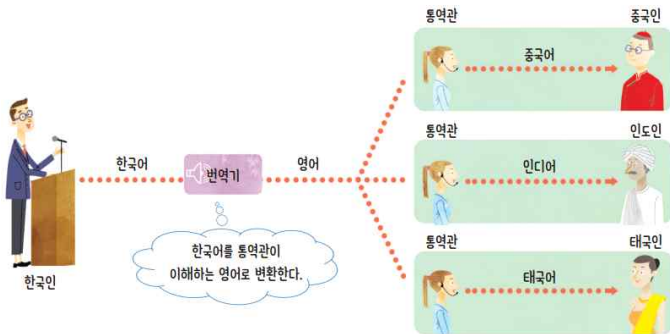 통역관
중국인
중국어
한국어
번역기
영어
통역관
인도인
인디어
한국어를 통역관이
이해하는 영어로 변환한다.
한국인
통역관
태국인
태국어